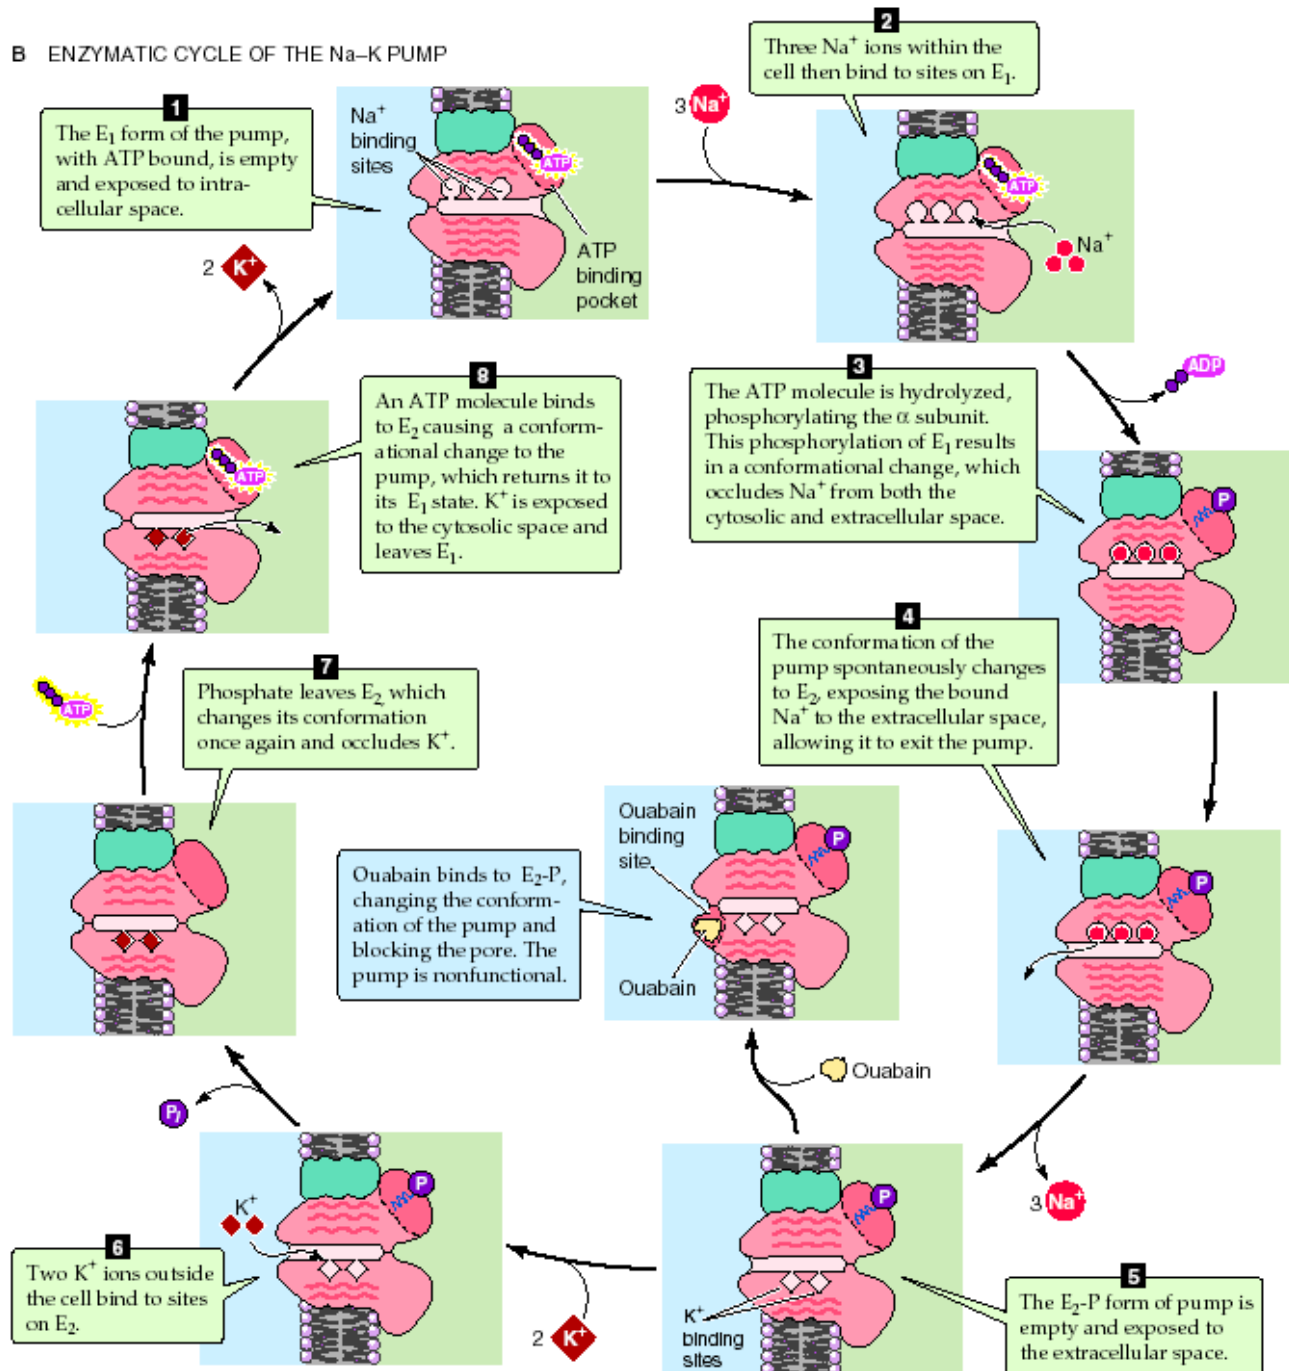 B ENZYMATIC CYCLE OF THE Na–K PUMP
1
The E₁ form of the pump,
with ATP bound, is empty
and exposed to intra-
cellular space.
Na⁺
binding
sites
ATP
ATP
binding
pocket
3 Na⁺
2
Three Na⁺ ions within the
cell then bind to sites on E₁.
ATP
Na⁺
3
The ATP molecule is hydrolyzed,
phosphorylating the α subunit.
This phosphorylation of E₁ results
in a conformational change, which
occludes Na⁺ from both the
cytosolic and extracellular space.
ADP
P
4
The conformation of the
pump spontaneously changes
to E₂, exposing the bound
Na⁺ to the extracellular space,
allowing it to exit the pump.
P
3 Na⁺
5
The E₂-P form of pump is
empty and exposed to
the extracellular space.
P
K⁺
binding
sites
2 K⁺
6
Two K⁺ ions outside
the cell bind to sites
on E₂.
K⁺
P
Pi
7
Phosphate leaves E₂, which
changes its conformation
once again and occludes K⁺.
ATP
8
An ATP molecule binds
to E₂ causing a conform-
ational change to the
pump, which returns it to
its E₁ state. K⁺ is exposed
to the cytosolic space and
leaves E₁.
ATP
2 K⁺
Ouabain binds to E₂-P,
changing the conform-
ation of the pump and
blocking the pore. The
pump is nonfunctional.
Ouabain
binding
site
P
Ouabain
Ouabain